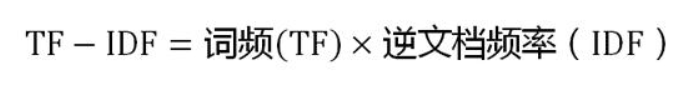 TF − IDF = 词频(TF) × 逆文档频率（IDF）